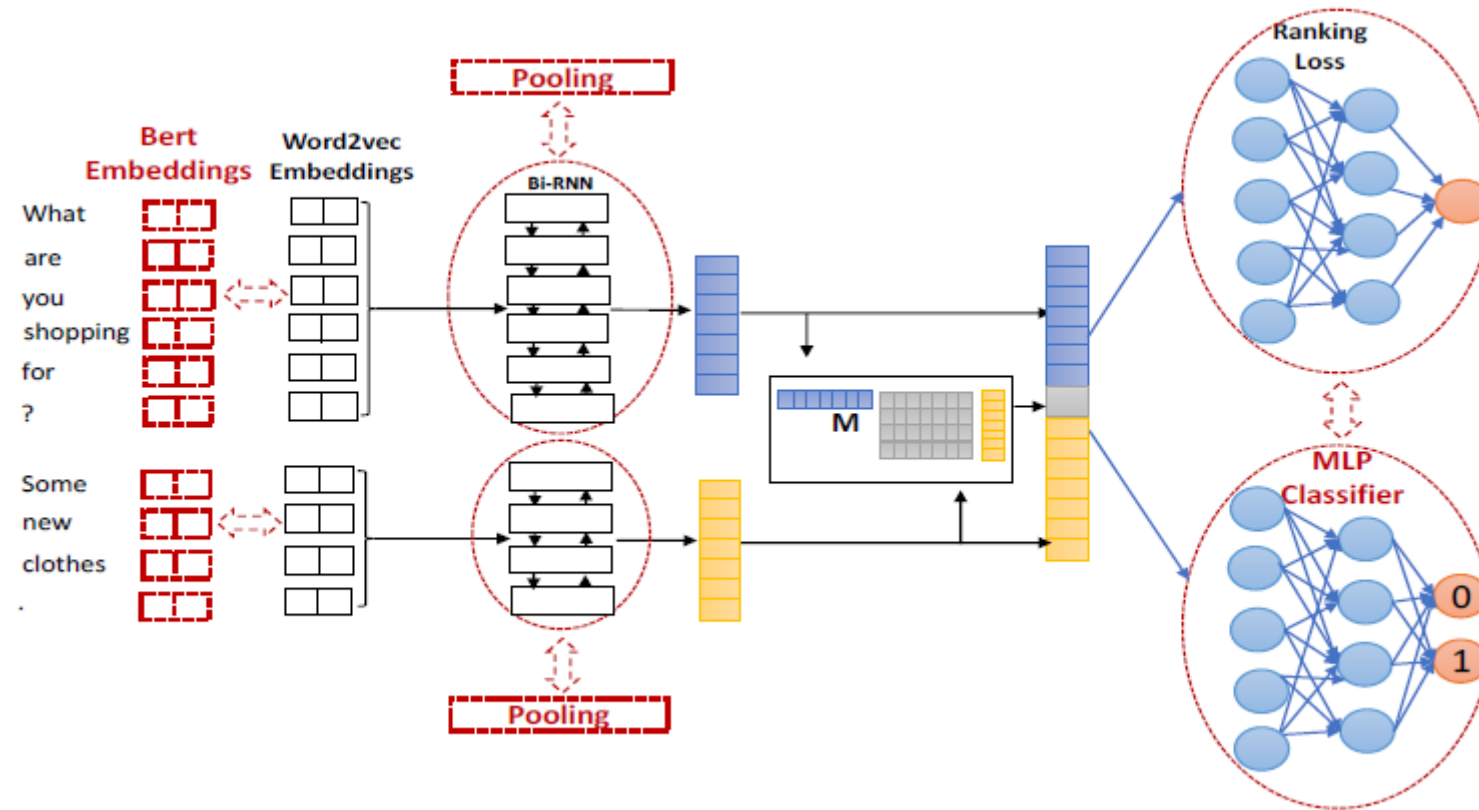 Ranking
Loss
Pooling
Bert
Embeddings
Word2vec
Embeddings
Bi-RNN
What
are
you
shopping
for
?
M
Some
new
clothes
.
MLP
Classifier
0
1
Pooling